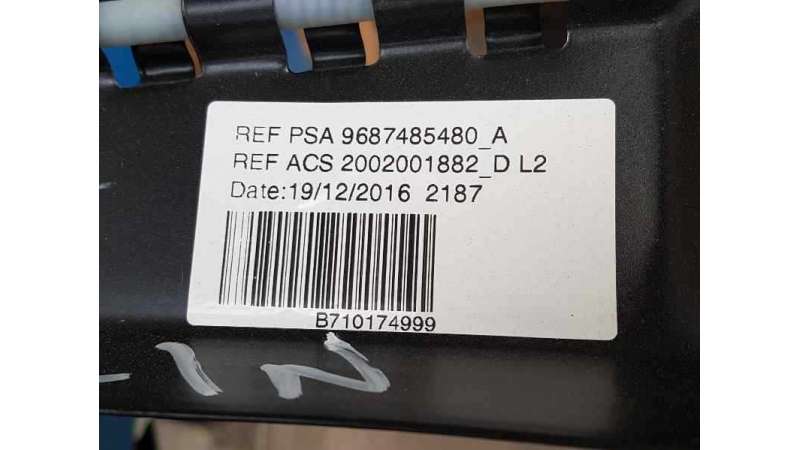 REF PSA 9687485480_A
REF ACS 2002001882_D L2
Date:19/12/2016 2187
B710174999